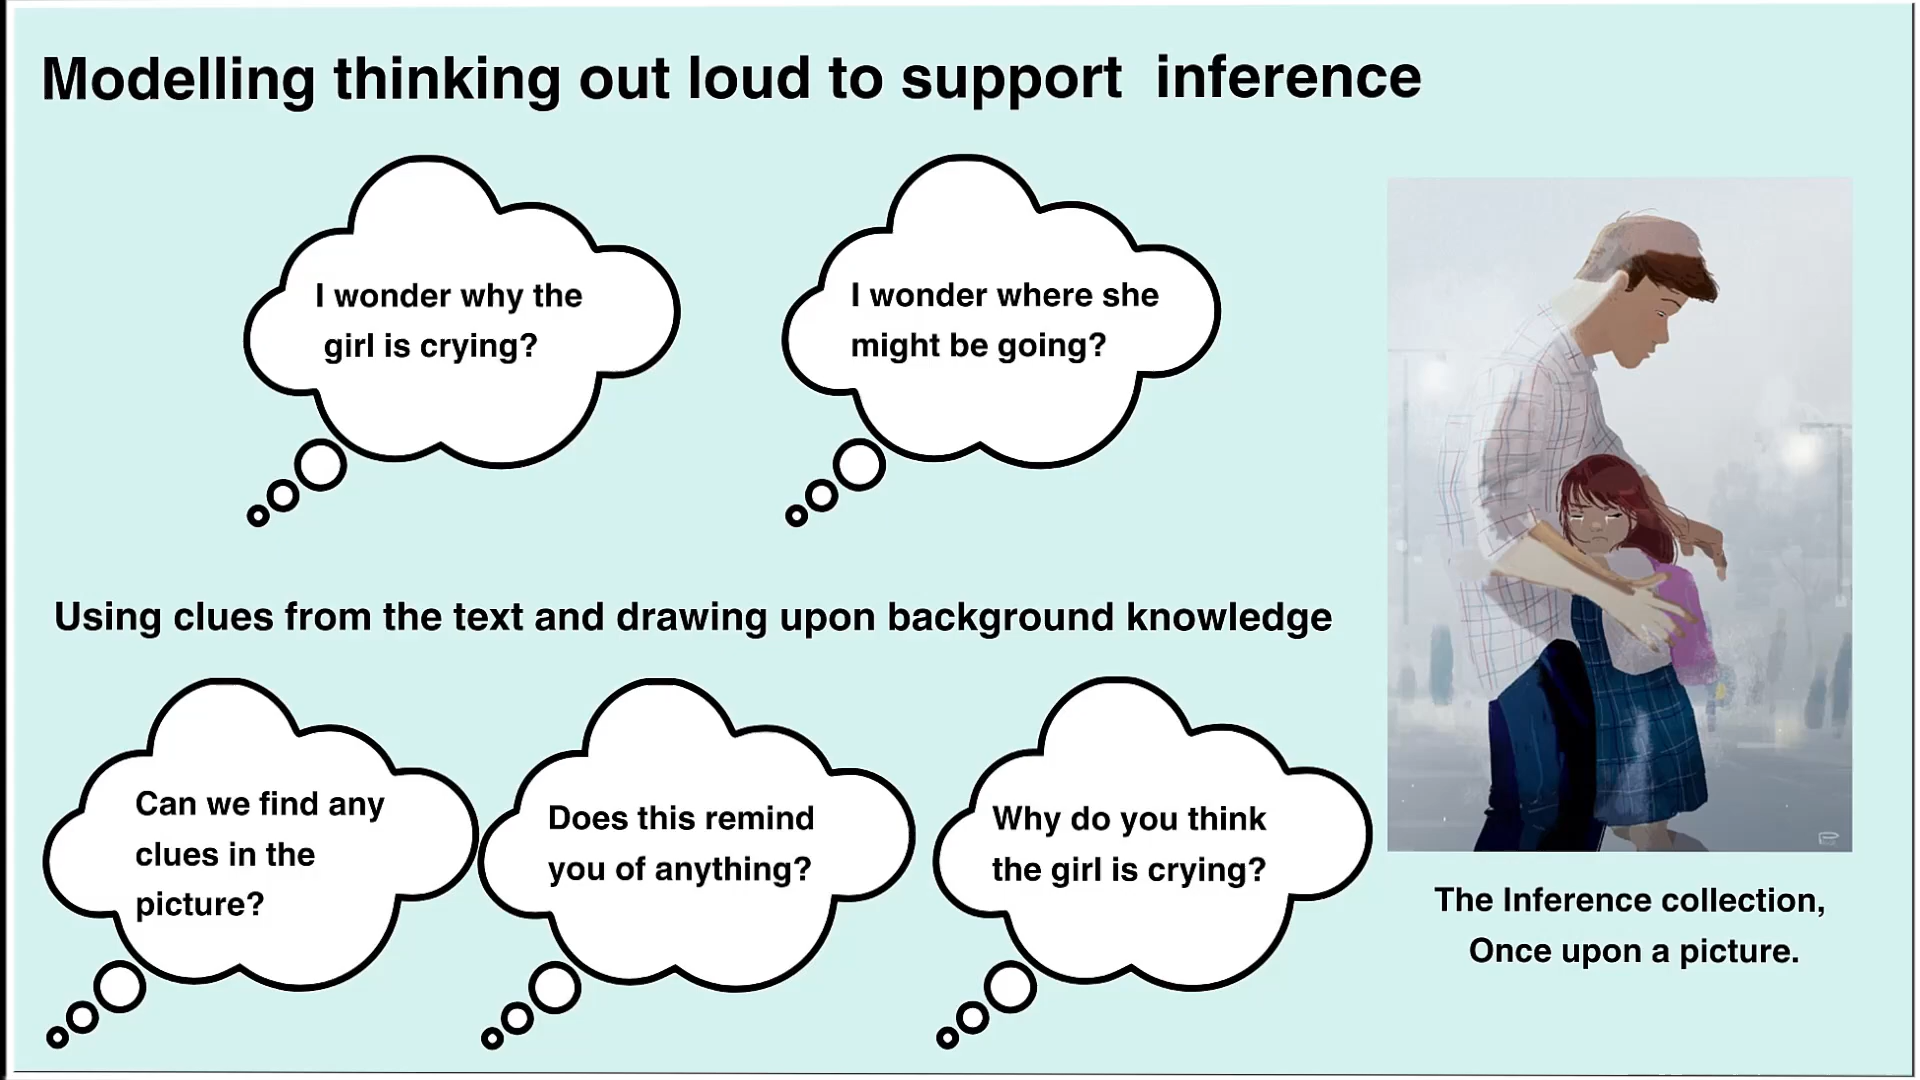 Modelling thinking out loud to support inference
I wonder why the
girl is crying?
I wonder where she
might be going?
Using clues from the text and drawing upon background knowledge
Can we find any
clues in the
picture?
Does this remind
you of anything?
Why do you think
the girl is crying?
The Inference collection,
Once upon a picture.